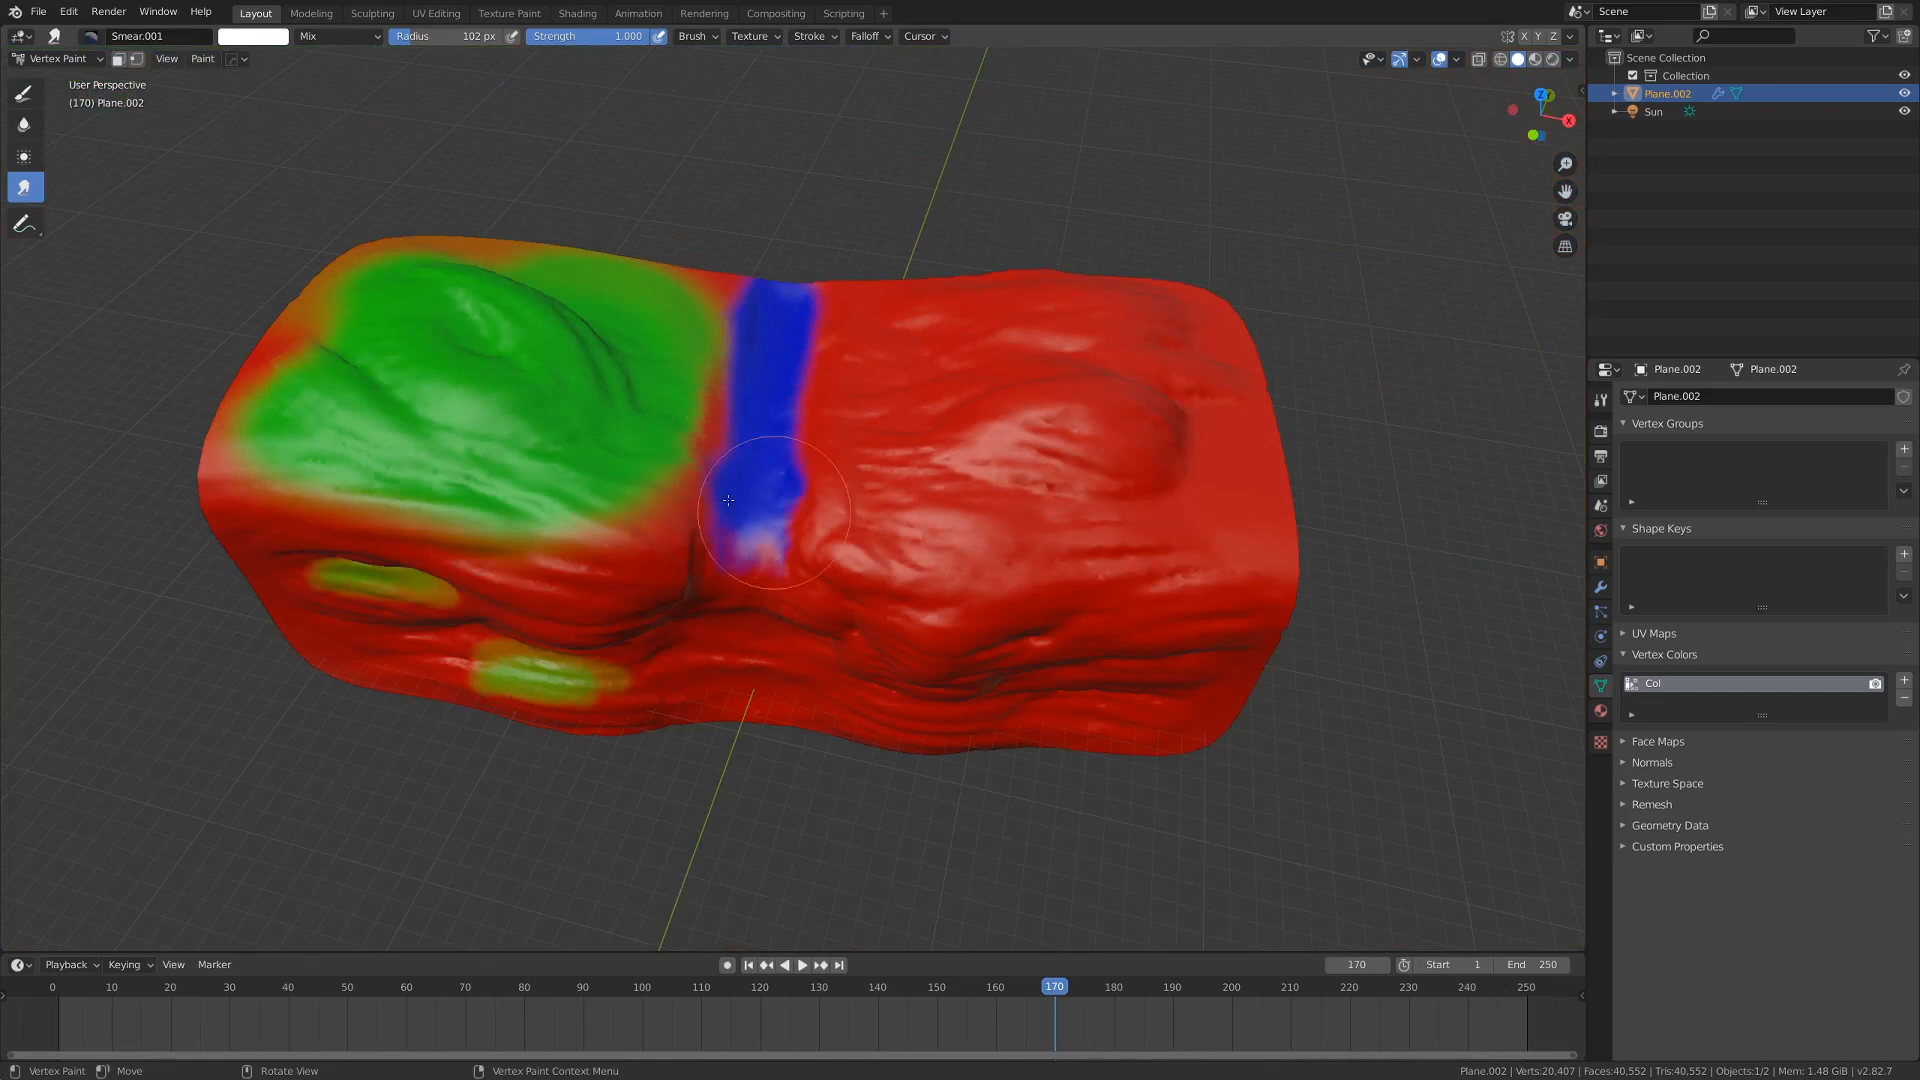 File Edit Render Window Help Layout Modeling Sculpting UV Editing Texture Paint Shading Animation Rendering Compositing Scripting + Scene View Layer
Smear.001 Mix Radius 102 px Strength 1.000 Brush Texture Stroke Falloff Cursor X Y Z
Vertex Paint View Paint
User Perspective
(170) Plane.002
Z
Y
X
Scene Collection
Collection
Plane.002
Sun
Plane.002 Plane.002
Plane.002
Vertex Groups
Shape Keys
UV Maps
Vertex Colors
Col
Face Maps
Normals
Texture Space
Remesh
Geometry Data
Custom Properties
Playback Keying View Marker 170 Start 1 End 250
0 10 20 30 40 50 60 70 80 90 100 110 120 130 140 150 160 170 180 190 200 210 220 230 240 250
Vertex Paint Move Rotate View Vertex Paint Context Menu Plane.002 | Verts:20,407 | Faces:40,552 | Tris:40,552 | Objects:1/2 | Mem: 1.48 GiB | v2.82.7